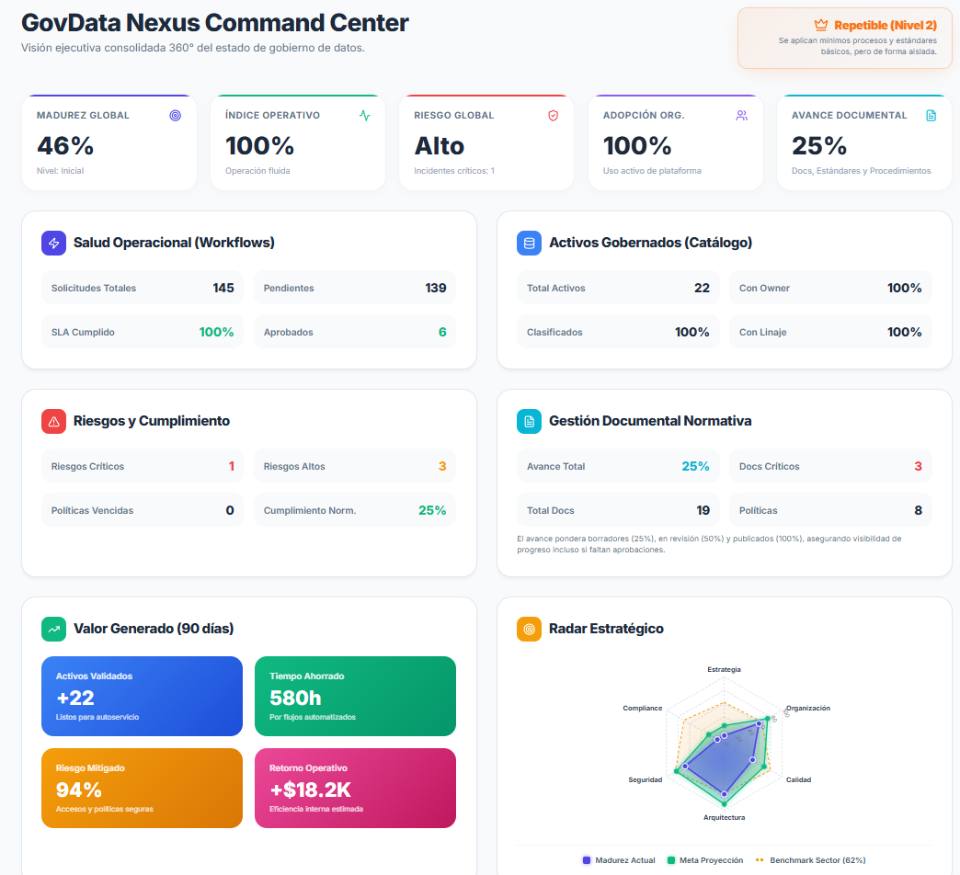 GovData Nexus Command Center
Visión ejecutiva consolidada 360° del estado de gobierno de datos.
Repetible (Nivel 2)
Se aplican mínimos procesos y estándares
básicos, pero de forma aislada.
MADUREZ GLOBAL
46%
Nivel: Inicial
ÍNDICE OPERATIVO
100%
Operación fluida
RIESGO GLOBAL
Alto
Incidentes críticos: 1
ADOPCIÓN ORG.
100%
Uso activo de plataforma
AVANCE DOCUMENTAL
25%
Docs, Estándares y Procedimientos
Salud Operacional (Workflows)
Solicitudes Totales 145
Pendientes 139
SLA Cumplido 100%
Aprobados 6
Activos Gobernados (Catálogo)
Total Activos 22
Con Owner 100%
Clasificados 100%
Con Linaje 100%
Riesgos y Cumplimiento
Riesgos Críticos 1
Riesgos Altos 3
Políticas Vencidas 0
Cumplimiento Norm. 25%
Gestión Documental Normativa
Avance Total 25%
Docs Críticos 3
Total Docs 19
Políticas 8
El avance pondera borradores (25%), en revisión (50%) y publicados (100%), asegurando visibilidad de
progreso incluso si faltan aprobaciones.
Valor Generado (90 días)
Activos Validados
+22
Listos para autoservicio
Tiempo Ahorrado
580h
Por flujos automatizados
Riesgo Mitigado
94%
Accesos y políticas seguras
Retorno Operativo
+$18.2K
Eficiencia interna estimada
Radar Estratégico
Estrategia
Organización
Calidad
Arquitectura
Seguridad
Compliance
Madurez Actual
Meta Proyección
Benchmark Sector (62%)